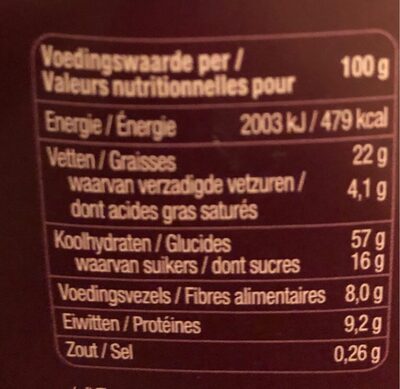 Voedingswaarde per /
Valeurs nutritionnelles pour 100 g
Energie / Énergie 2003 kJ / 479 kcal
Vetten / Graisses 22 g
waarvan verzadigde vetzuren / 4,1 g
dont acides gras saturés
Koolhydraten / Glucides 57 g
waarvan suikers / dont sucres 16 g
Voedingsvezels / Fibres alimentaires 8,0 g
Eiwitten / Protéines 9,2 g
Zout / Sel 0,26 g